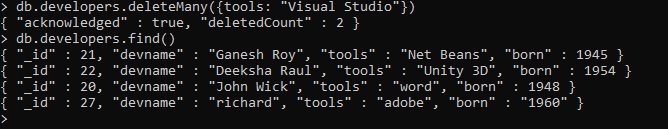 > db.developers.deleteMany({tools: "Visual Studio"})
{ "acknowledged" : true, "deletedCount" : 2 }
> db.developers.find()
{ "_id" : 21, "devname" : "Ganesh Roy", "tools" : "Net Beans", "born" : 1945 }
{ "_id" : 22, "devname" : "Deeksha Raul", "tools" : "Unity 3D", "born" : 1954 }
{ "_id" : 20, "devname" : "John Wick", "tools" : "word", "born" : 1948 }
{ "_id" : 27, "devname" : "richard", "tools" : "adobe", "born" : "1960" }
>